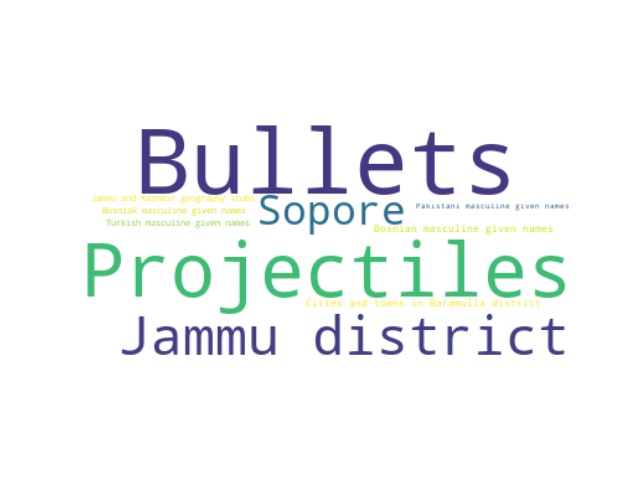 Bullets
Jammu and Kashmir geography stubs
Sopore
Pakistani masculine given names
Bosniak masculine given names
Turkish masculine given names
Bosnian masculine given names
Projectiles
Cities and towns in Baramulla district
Jammu district